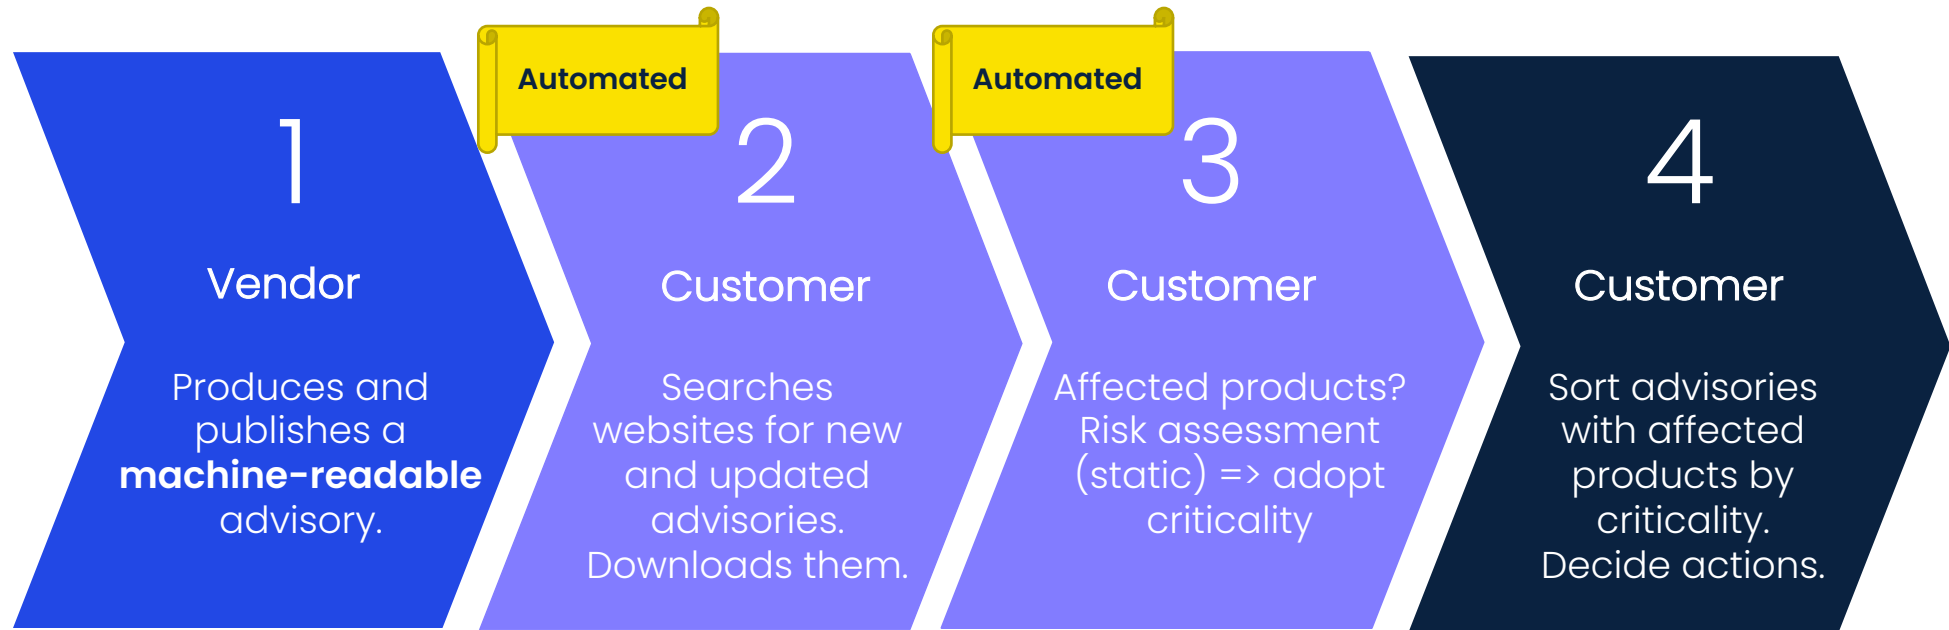 1
Vendor
Produces and
publishes a
machine-readable
advisory.
Automated
2
Customer
Searches
websites for new
and updated
advisories.
Downloads them.
Automated
3
Customer
Affected products?
Risk assessment
(static) => adopt
criticality
4
Customer
Sort advisories
with affected
products by
criticality.
Decide actions.